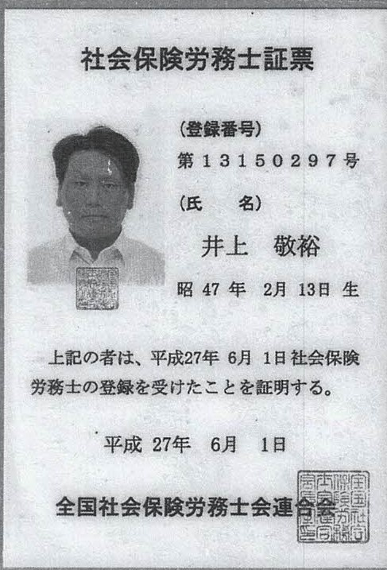 社会保険労務士証票
(登録番号)
第13150297号
(氏　名)
井上　敬裕
昭 47 年 2月 13日 生
上記の者は、平成27年 6月 1日社会保険
労務士の登録を受けたことを証明する。
平成 27年 6月 1日
全国社会保険労務士会連合会